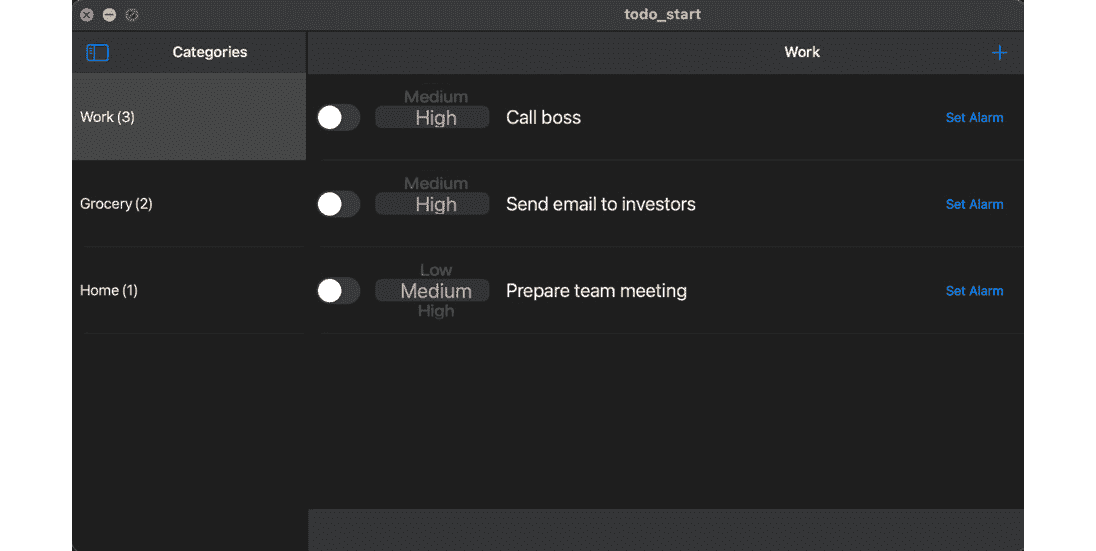 todo_start
Categories
Work
Work (3)
Grocery (2)
Home (1)
Medium
High
Call boss
Set Alarm
Medium
High
Send email to investors
Set Alarm
Low
Medium
High
Prepare team meeting
Set Alarm